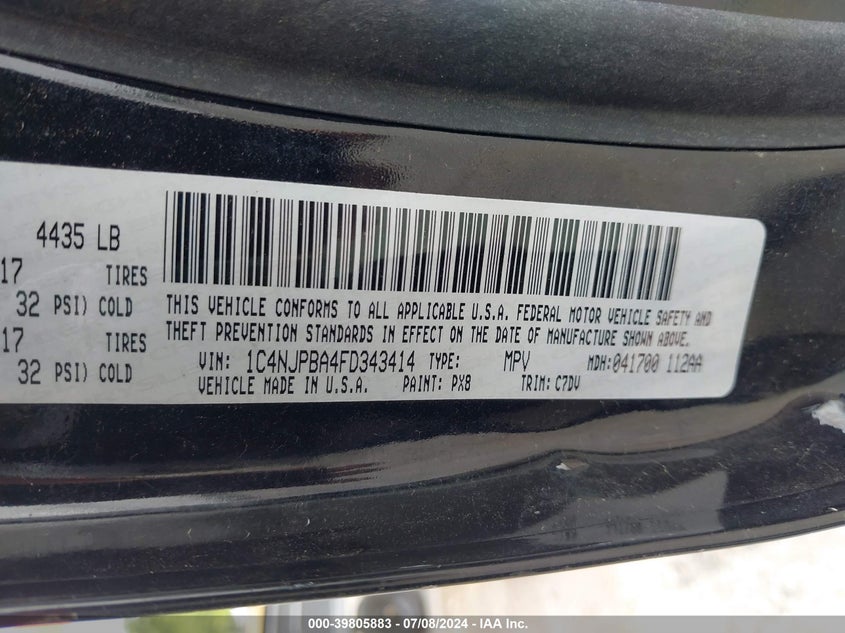 4435 LB
17 TIRES
32 PSI) COLD
17 TIRES
32 PSI) COLD
THIS VEHICLE CONFORMS TO ALL APPLICABLE U.S.A. FEDERAL MOTOR VEHICLE SAFETY AND
THEFT PREVENTION STANDARDS IN EFFECT ON THE DATE OF MANUFACTURE SHOWN ABOVE.
VIN: 1C4NJPBA4FD343414 TYPE: MPV MDH:041700 112AA
VEHICLE MADE IN U.S.A. PAINT: PX8 TRIM: C7DV
000-39805883 - 07/08/2024 - IAA Inc.